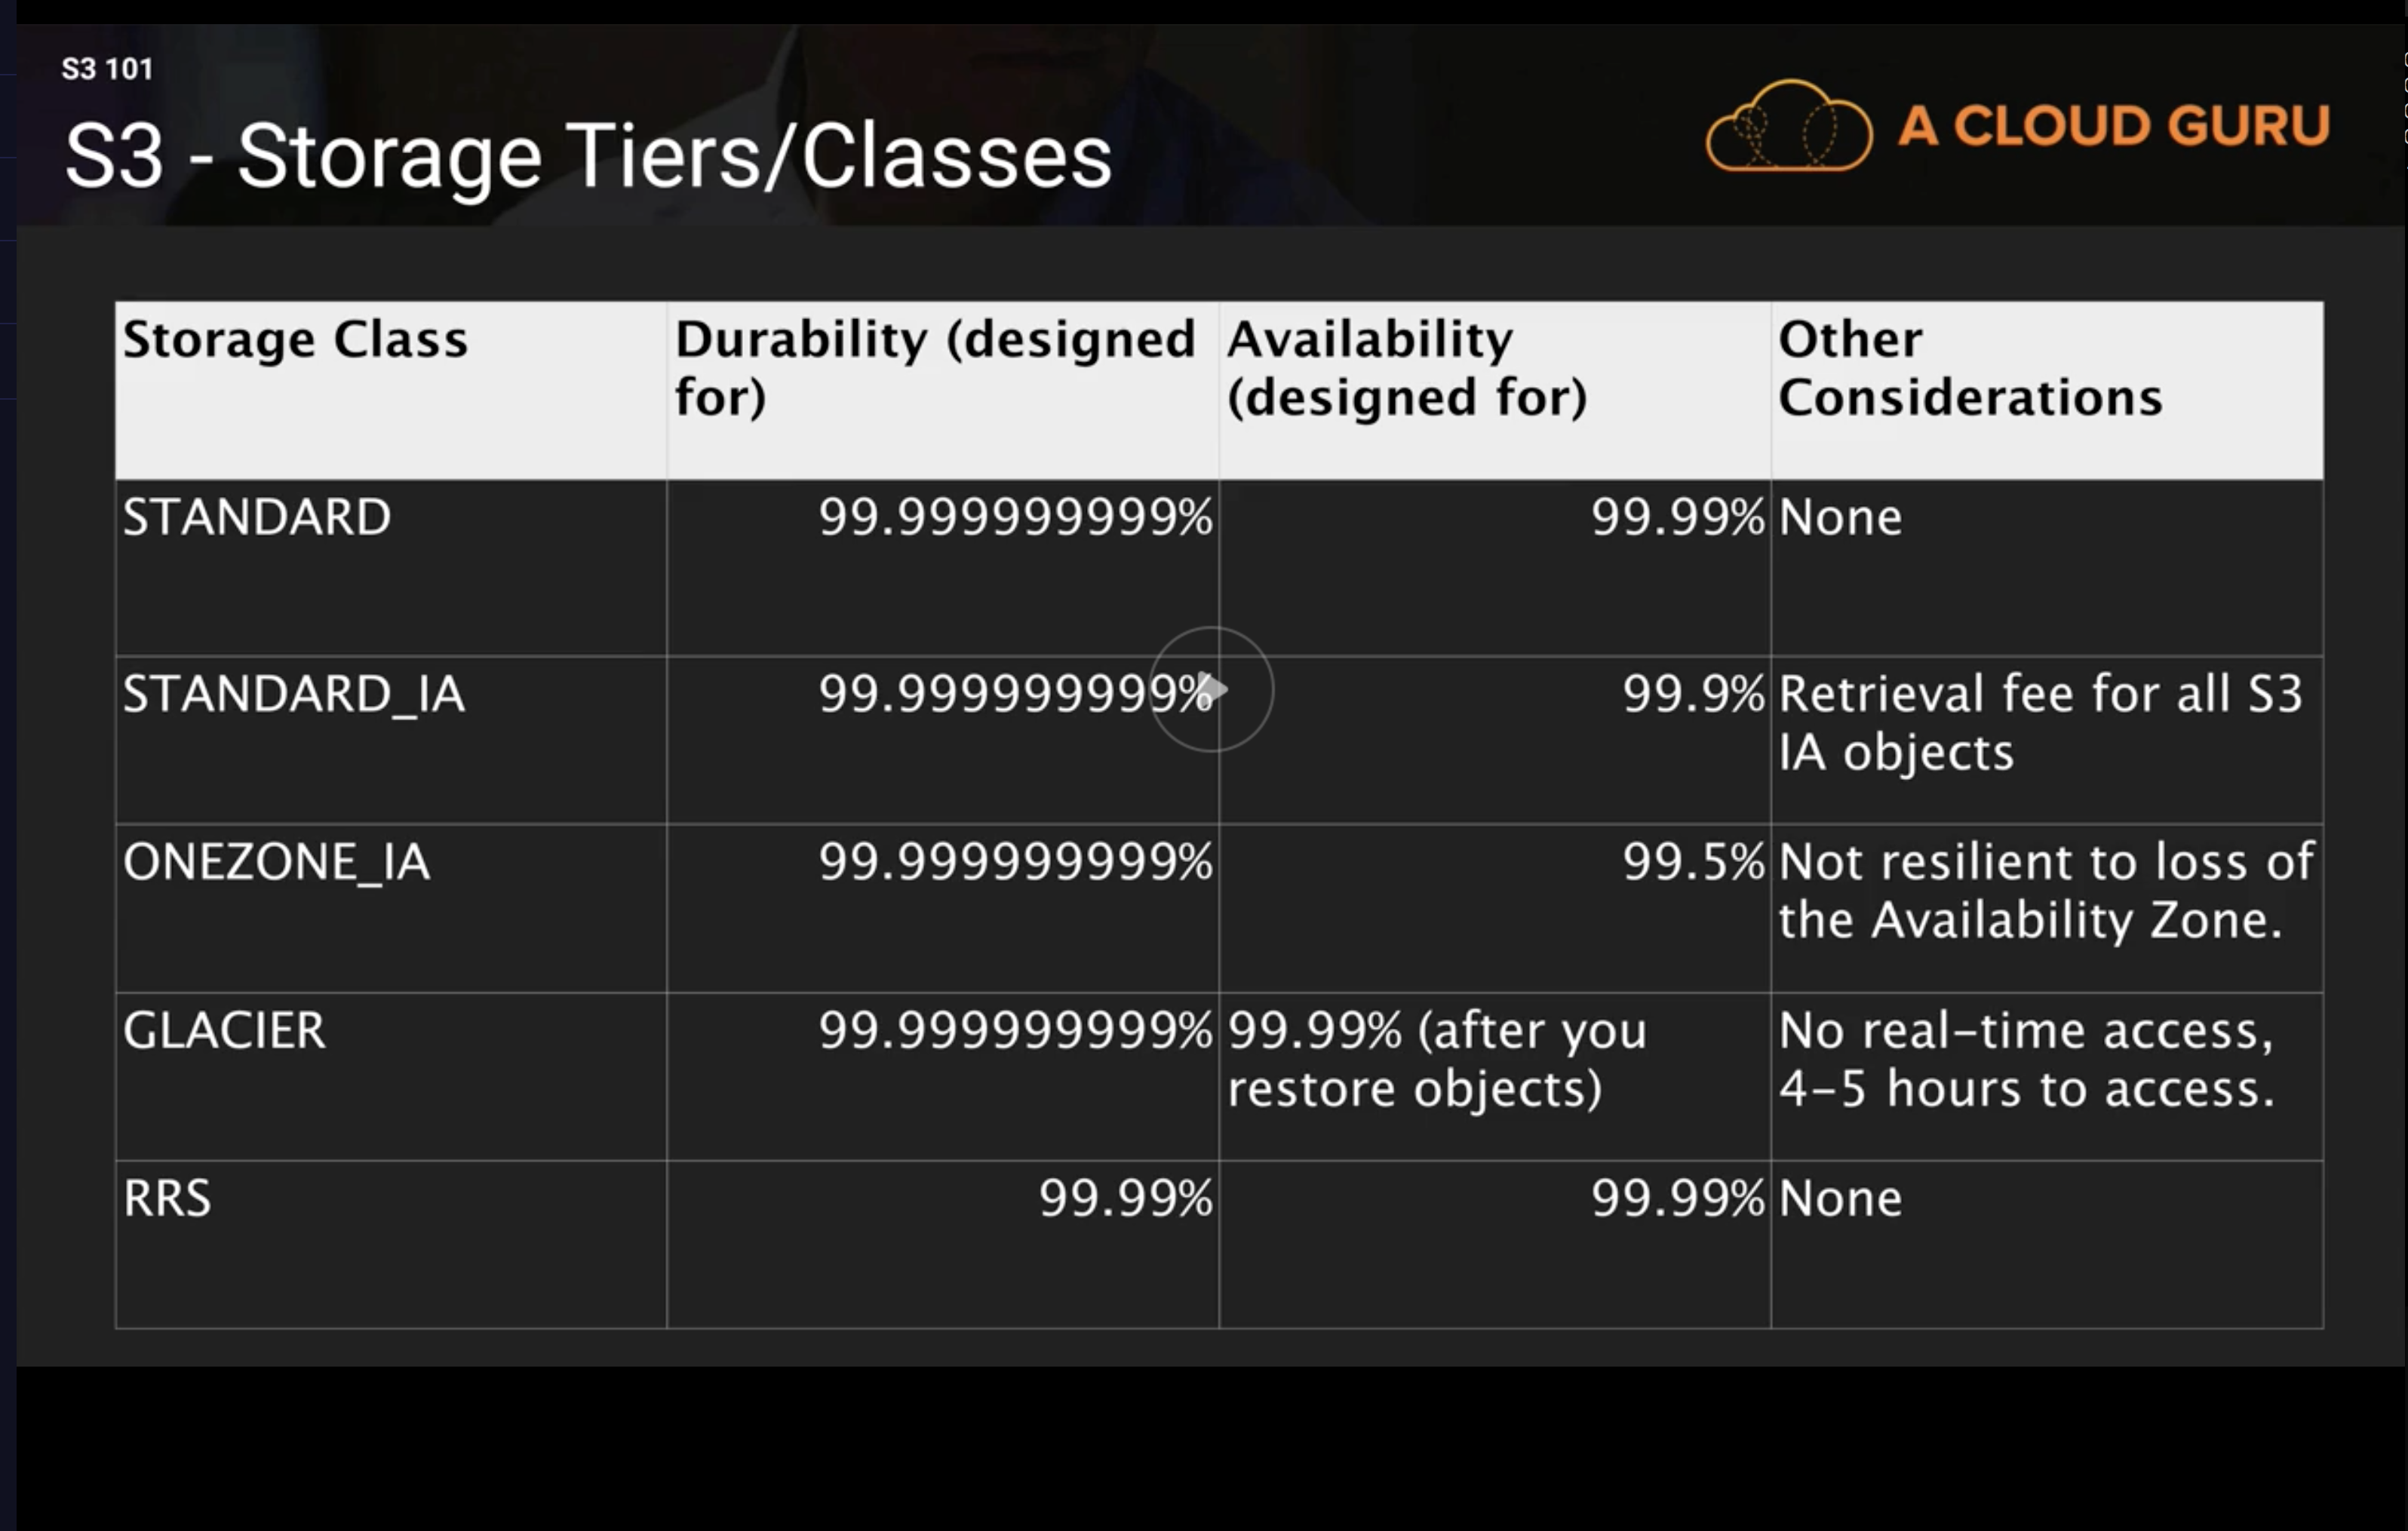 S3 101
S3 - Storage Tiers/Classes
A CLOUD GURU
Storage Class
Durability (designed
for)
Availability
(designed for)
Other
Considerations
STANDARD
99.999999999%
99.99%
None
STANDARD_IA
99.999999999%
99.9%
Retrieval fee for all S3
IA objects
ONEZONE_IA
99.999999999%
99.5%
Not resilient to loss of
the Availability Zone.
GLACIER
99.999999999%
99.99% (after you
restore objects)
No real-time access,
4-5 hours to access.
RRS
99.99%
99.99%
None